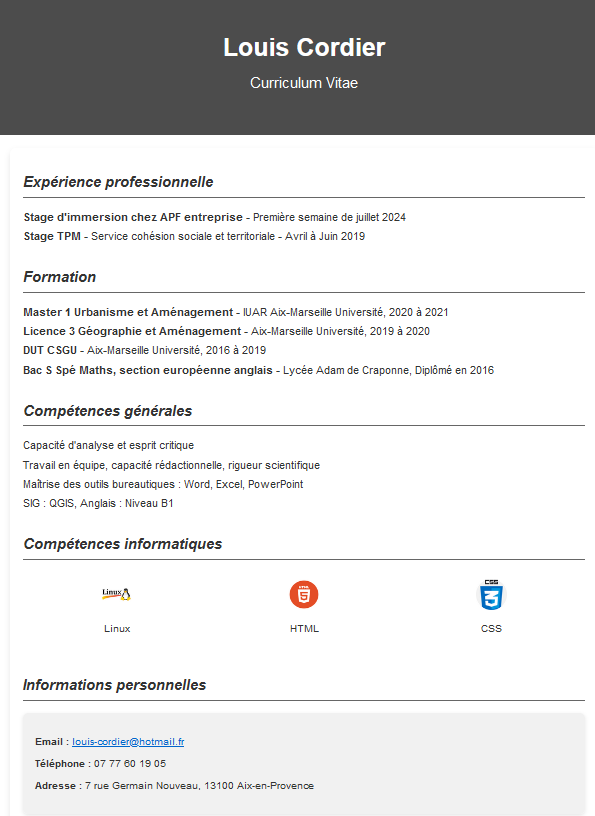 Louis Cordier
Curriculum Vitae
Expérience professionnelle
Stage d'immersion chez APF entreprise - Première semaine de juillet 2024
Stage TPM - Service cohésion sociale et territoriale - Avril à Juin 2019
Formation
Master 1 Urbanisme et Aménagement - IUAR Aix-Marseille Université, 2020 à 2021
Licence 3 Géographie et Aménagement - Aix-Marseille Université, 2019 à 2020
DUT CSGU - Aix-Marseille Université, 2016 à 2019
Bac S Spé Maths, section européenne anglais - Lycée Adam de Craponne, Diplômé en 2016
Compétences générales
Capacité d'analyse et esprit critique
Travail en équipe, capacité rédactionnelle, rigueur scientifique
Maîtrise des outils bureautiques : Word, Excel, PowerPoint
SIG : QGIS, Anglais : Niveau B1
Compétences informatiques
Linux HTML 5 CSS 3
Linux HTML CSS
Informations personnelles
Email : louis-cordier@hotmail.fr
Téléphone : 07 77 60 19 05
Adresse : 7 rue Germain Nouveau, 13100 Aix-en-Provence